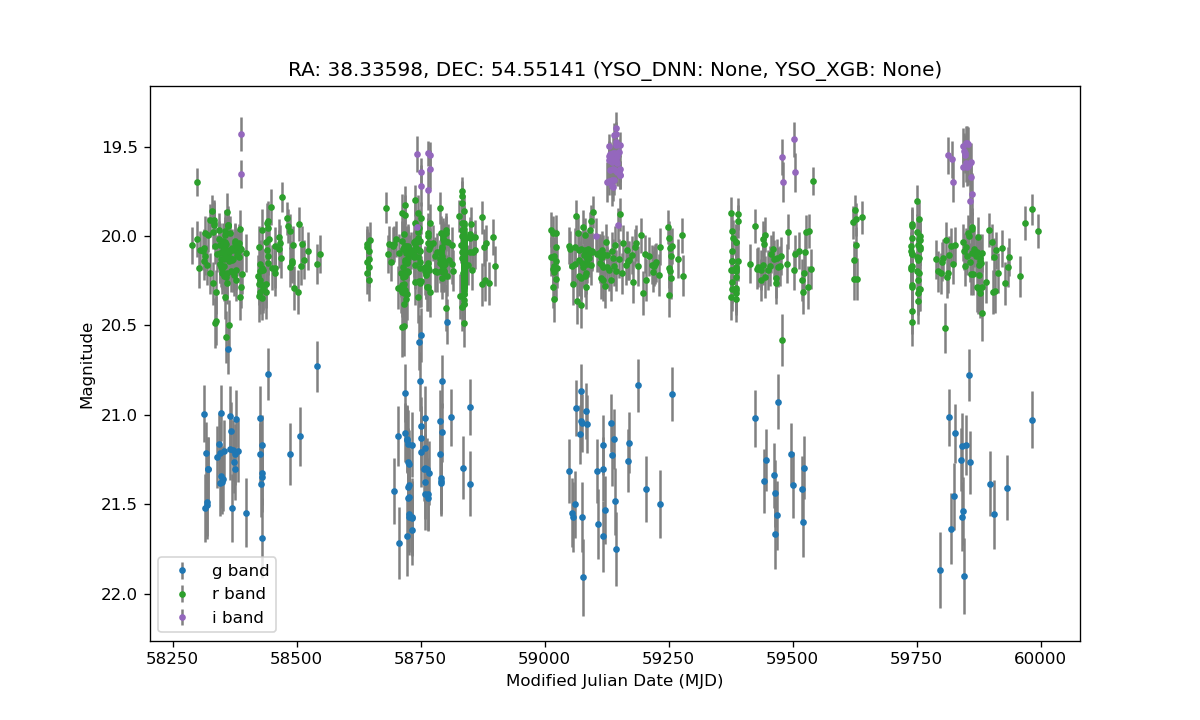 RA: 38.33598, DEC: 54.55141 (YSO_DNN: None, YSO_XGB: None)
19.5
20.0
20.5
21.0
21.5
22.0
Magnitude
g band
r band
i band
58250 58500 58750 59000 59250 59500 59750 60000
Modified Julian Date (MJD)